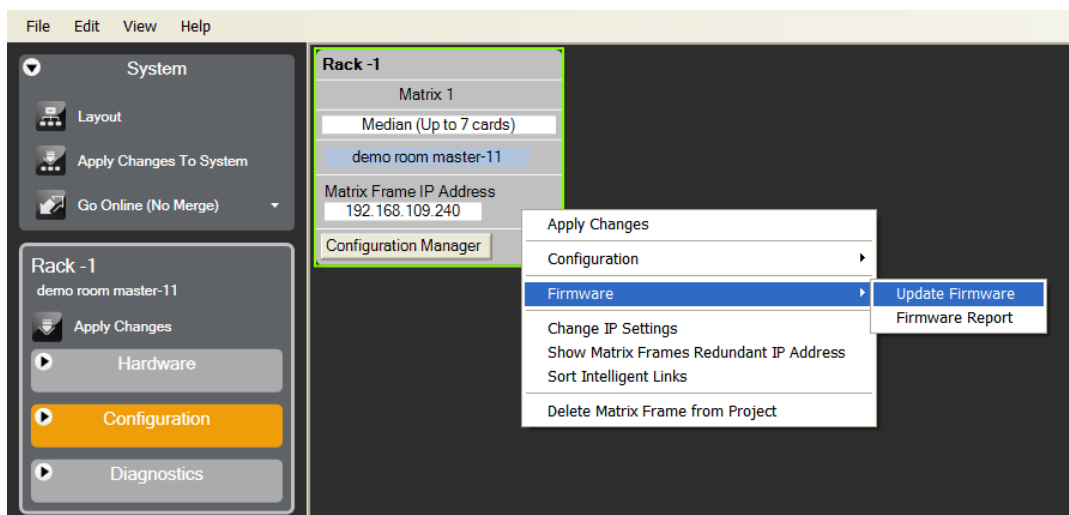 File Edit View Help
System
Layout
Apply Changes To System
Go Online (No Merge)
Rack -1
demo room master-11
Apply Changes
Hardware
Configuration
Diagnostics
Rack -1
Matrix 1
Median (Up to 7 cards)
demo room master-11
Matrix Frame IP Address
192.168.109.240
Configuration Manager
Apply Changes
Configuration
Firmware
Change IP Settings
Show Matrix Frames Redundant IP Address
Sort Intelligent Links
Delete Matrix Frame from Project
Update Firmware
Firmware Report